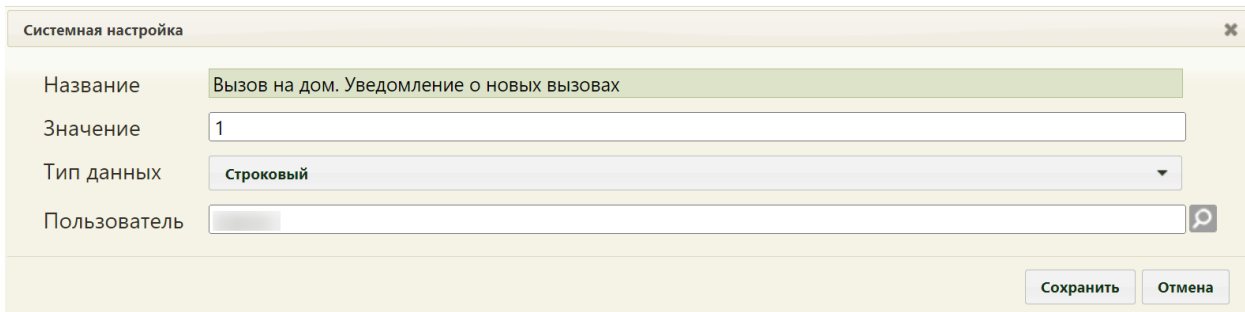 Системная настройка
Название Вызов на дом. Уведомление о новых вызовах
Значение 1
Тип данных Строковый
Пользователь
Сохранить Отмена